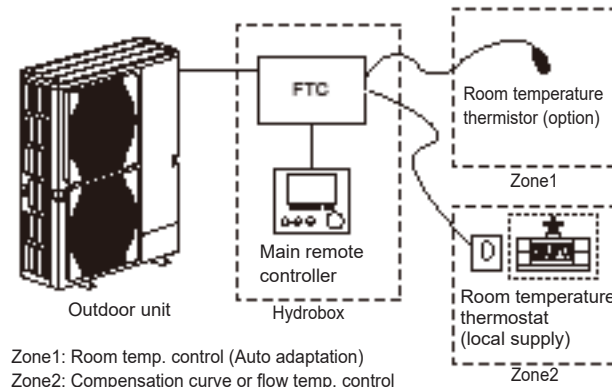 FTC
Room temperature
thermistor (option)
Zone1
Main remote
controller
Outdoor unit
Hydrobox
Room temperature
thermostat
(local supply)
Zone2
Zone1: Room temp. control (Auto adaptation)
Zone2: Compensation curve or flow temp. control